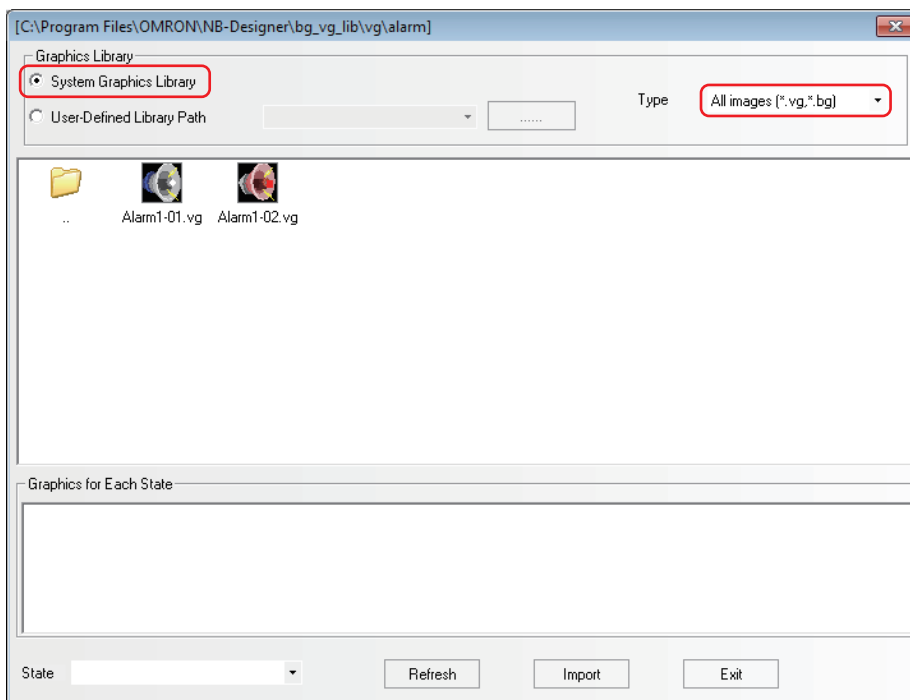 [C:\Program Files\OMRON\NB-Designer\bg_vg_lib\vg\alarm]
Graphics Library
System Graphics Library
Type
All images (*.vg,*.bg)
User-Defined Library Path
......
..
Alarm1-01.vg
Alarm1-02.vg
Graphics for Each State
State
Refresh
Import
Exit